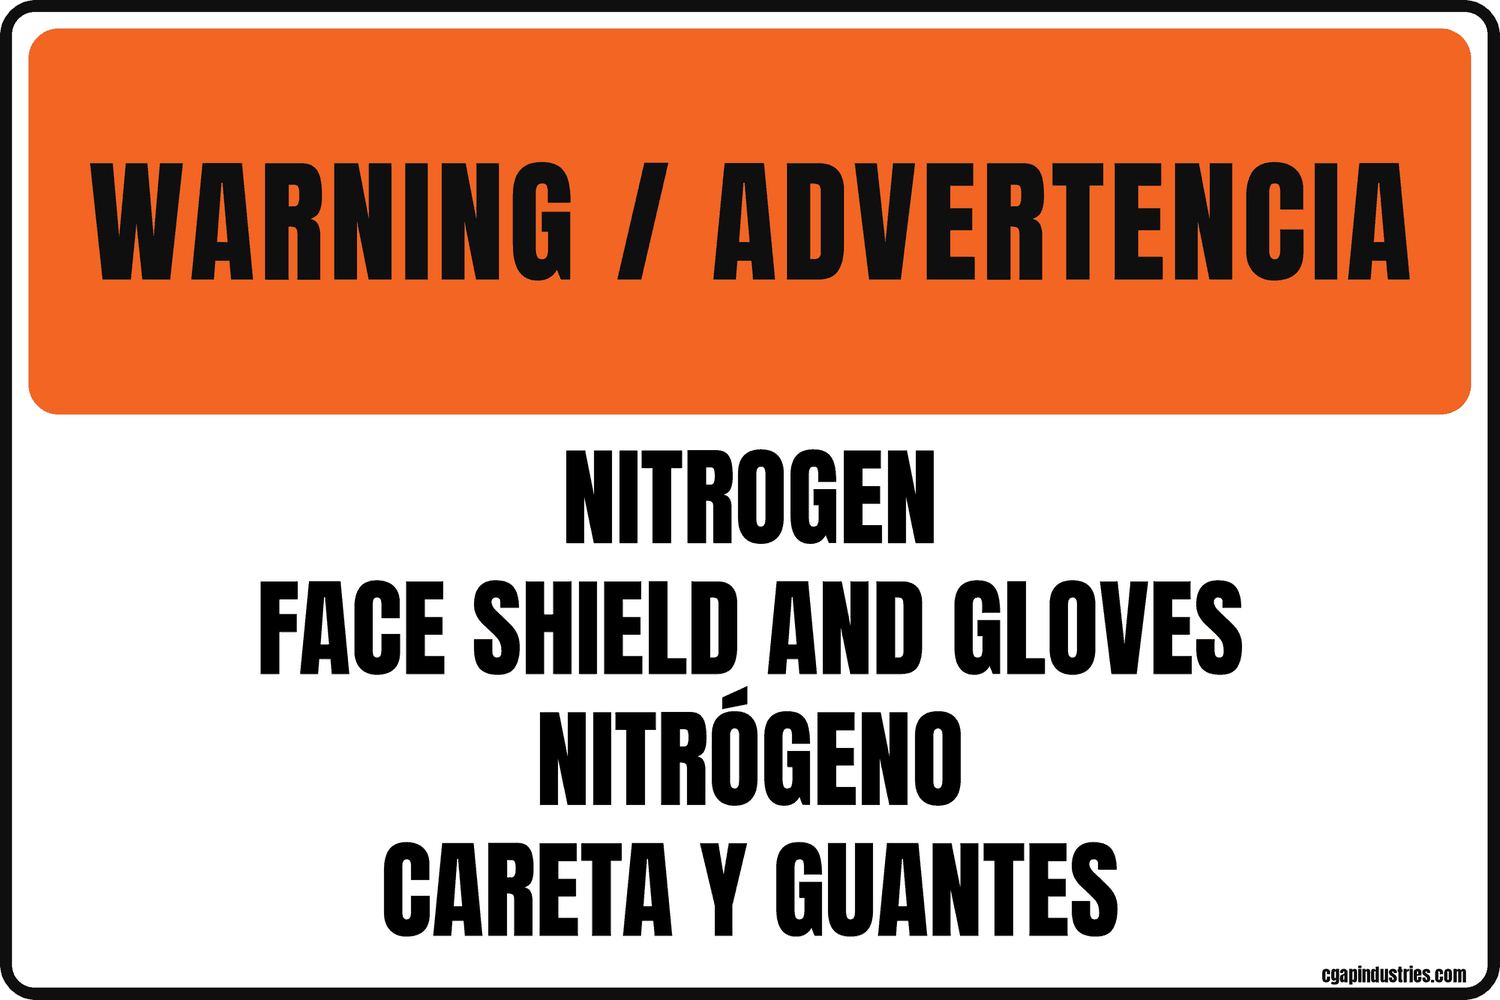 WARNING / ADVERTENCIA
NITROGEN
FACE SHIELD AND GLOVES
NITRÓGENO
CARETA Y GUANTES
cgapindustries.com